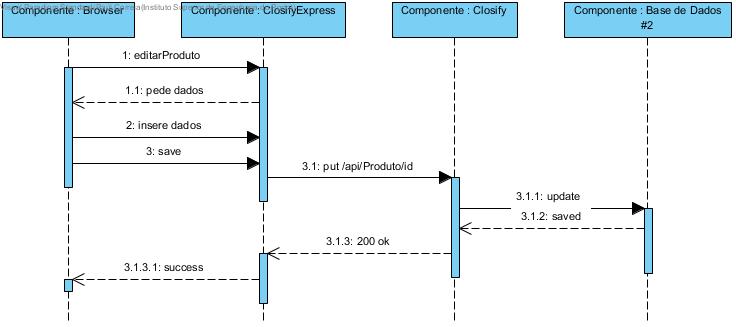 Componente : Browser
Componente : ClosifyExpress
Componente : Closify
Componente : Base de Dados
#2
1: editarProduto
1.1: pede dados
2: insere dados
3: save
3.1: put /api/Produto/id
3.1.1: update
3.1.2: saved
3.1.3: 200 ok
3.1.3.1: success